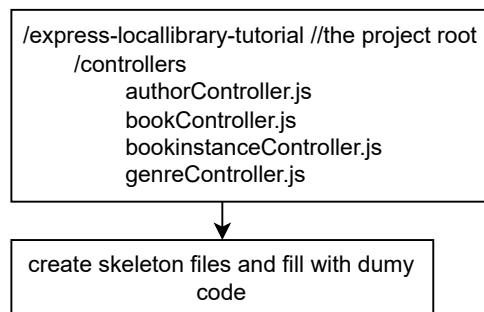 /express-locallibrary-tutorial //the project root
/controllers
authorController.js
bookController.js
bookinstanceController.js
genreController.js
create skeleton files and fill with dumy
code